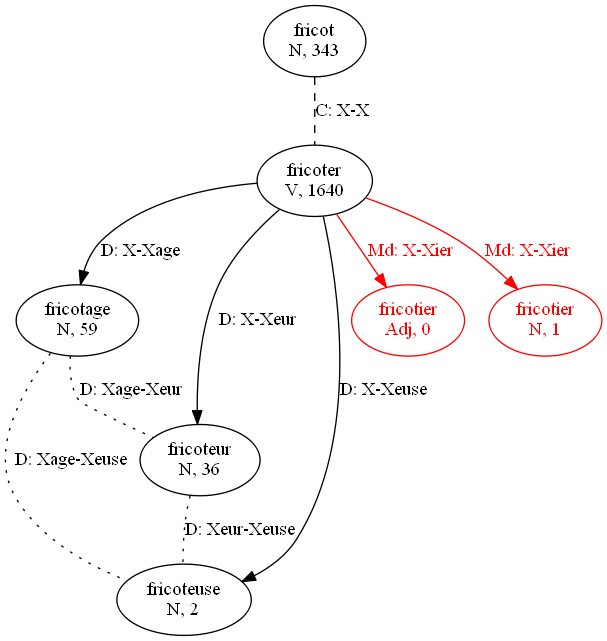 fricot
N, 343
C: X-X
fricoter
V, 1640
D: X-Xage
Md: X-Xier
Md: X-Xier
fricotage
N, 59
D: X-Xeur
fricotier
Adj, 0
fricotier
N, 1
D: Xage-Xeur
D: X-Xeuse
D: Xage-Xeuse
fricoteur
N, 36
D: Xeur-Xeuse
fricoteuse
N, 2